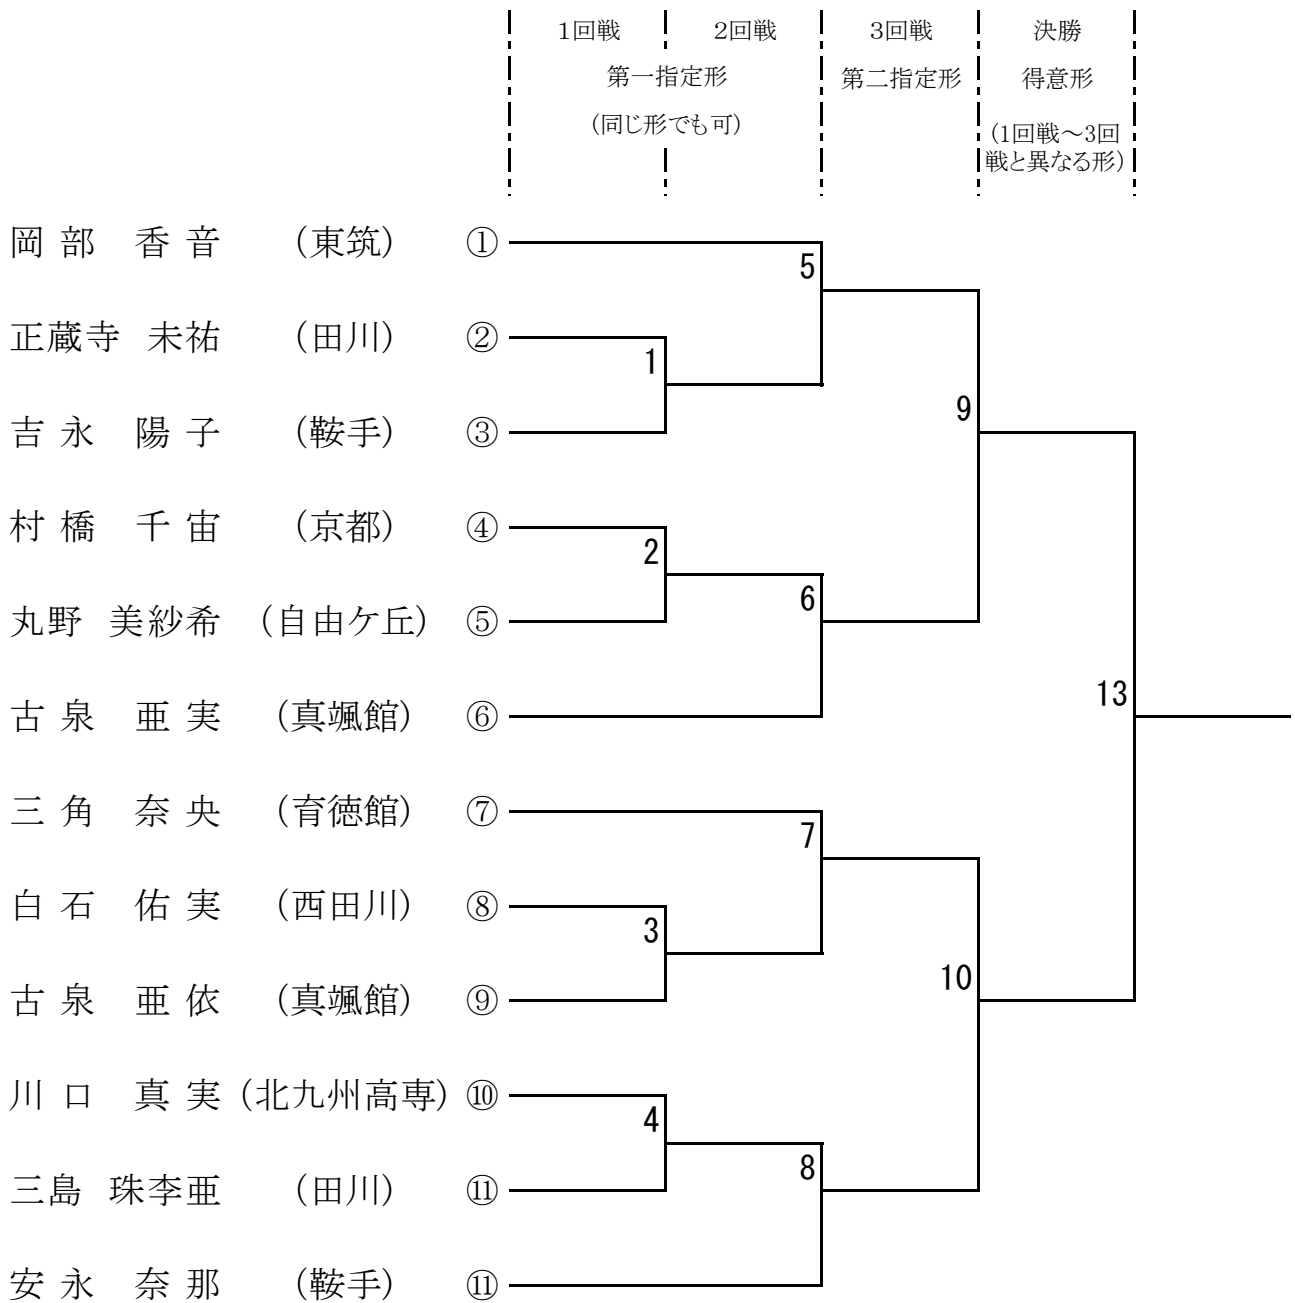 1回戦 2回戦 3回戦 決勝
第一指定形 第二指定形 得意形
(同じ形でも可) (1回戦～3回
戦と異なる形)
岡部 香音 (東筑) ①
5
正蔵寺 未祐 (田川) ②
1
吉永 陽子 (鞍手) ③
9
村橋 千宙 (京都) ④
2
丸野 美紗希 (自由ケ丘) ⑤
6
古泉 亜実 (真颯館) ⑥
13
三角 奈央 (育徳館) ⑦
7
白石 佑実 (西田川) ⑧
3
古泉 亜依 (真颯館) ⑨
10
川口 真実 (北九州高専) ⑩
4
三島 珠李亜 (田川) ⑪
8
安永 奈那 (鞍手) ⑪